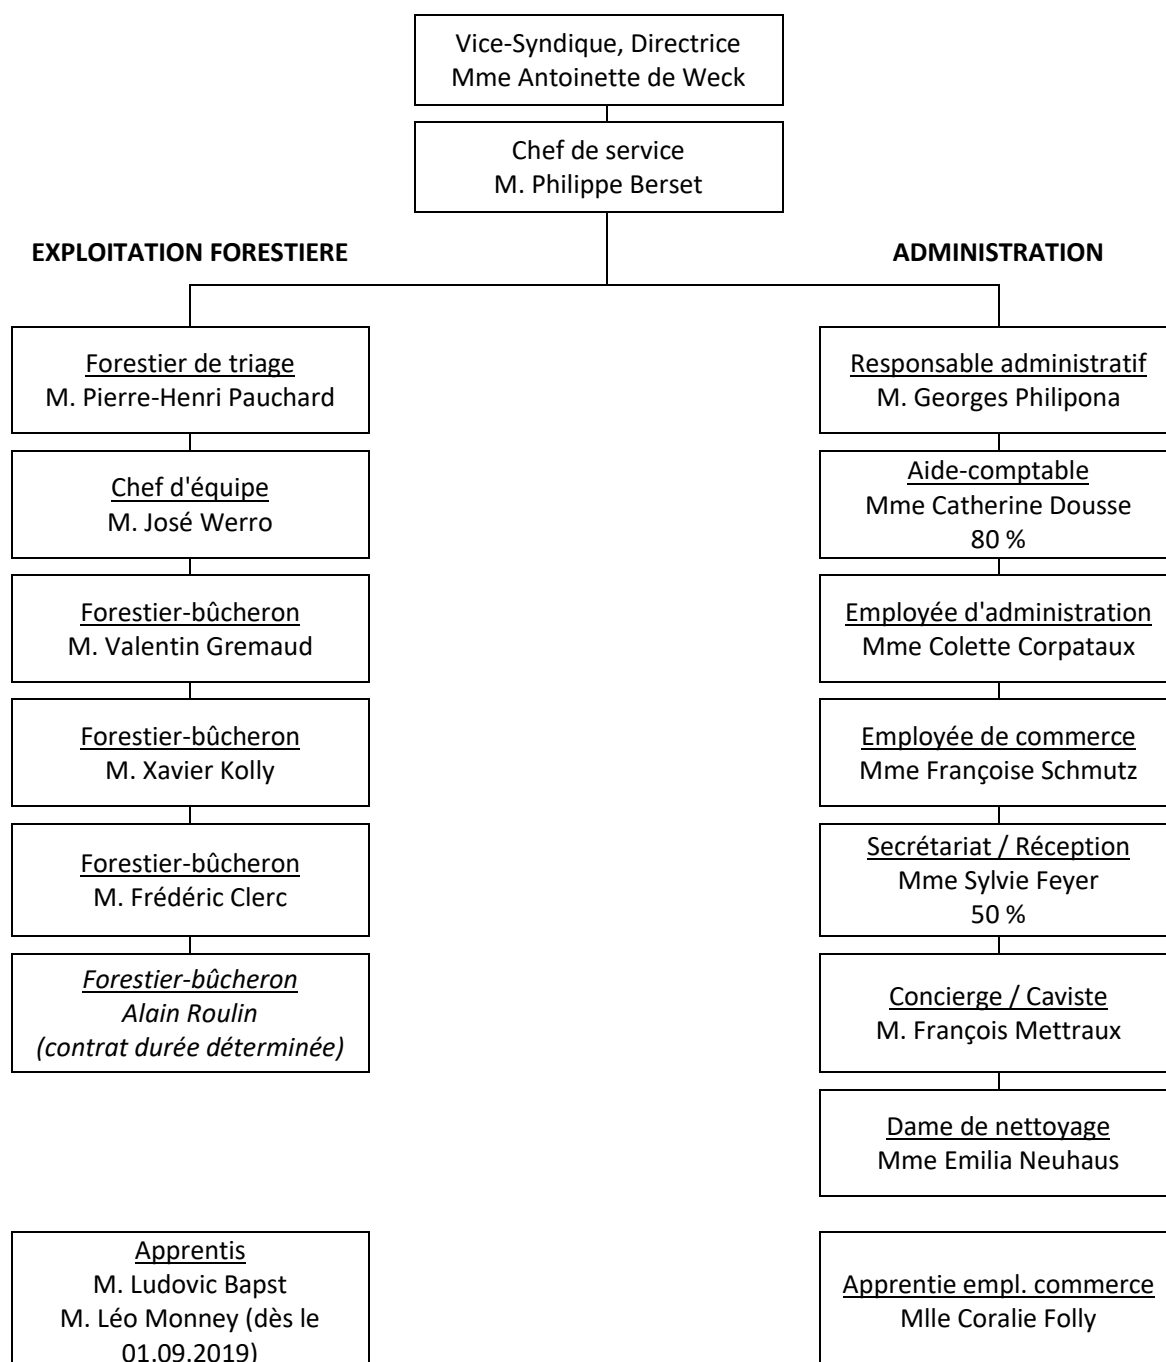 Vice-Syndique, Directrice
Mme Antoinette de Weck
Chef de service
M. Philippe Berset
EXPLOITATION FORESTIERE
ADMINISTRATION
Forestier de triage
M. Pierre-Henri Pauchard
Chef d'équipe
M. José Werro
Forestier-bûcheron
M. Valentin Gremaud
Forestier-bûcheron
M. Xavier Kolly
Forestier-bûcheron
M. Frédéric Clerc
Forestier-bûcheron
Alain Roulin
(contrat durée déterminée)
Apprentis
M. Ludovic Bapst
M. Léo Monney (dès le
01.09.2019)
Responsable administratif
M. Georges Philipona
Aide-comptable
Mme Catherine Dousse
80 %
Employée d'administration
Mme Colette Corpataux
Employée de commerce
Mme Françoise Schmutz
Secrétariat / Réception
Mme Sylvie Feyer
50 %
Concierge / Caviste
M. François Mettraux
Dame de nettoyage
Mme Emilia Neuhaus
Apprentie empl. commerce
Mlle Coralie Folly